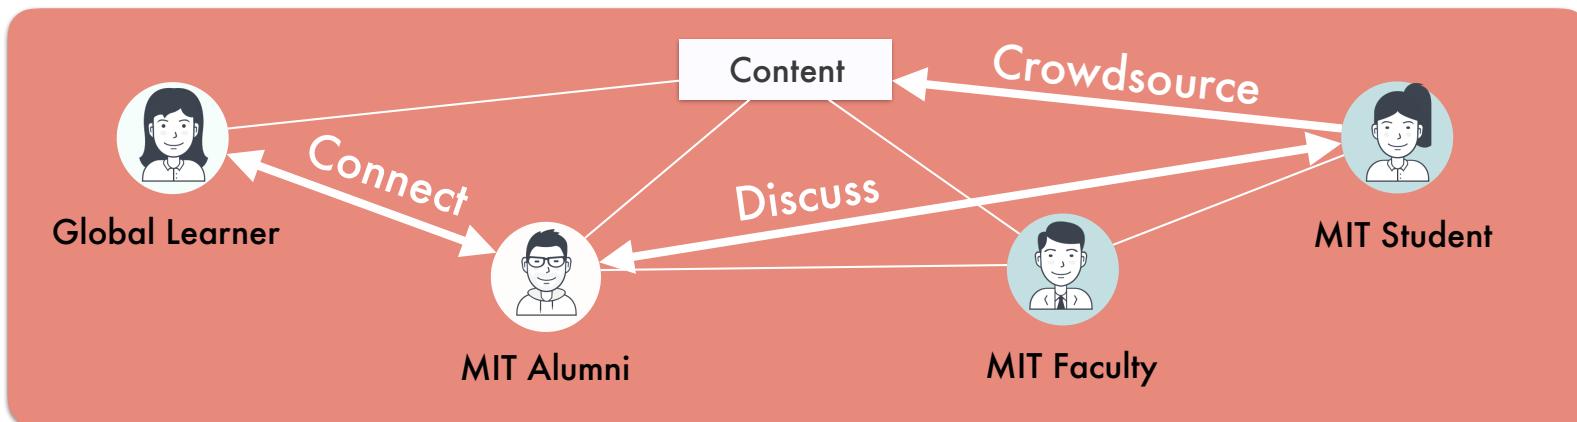 Content
Crowdsource
Connect
Discuss
Global Learner
MIT Student
MIT Alumni
MIT Faculty